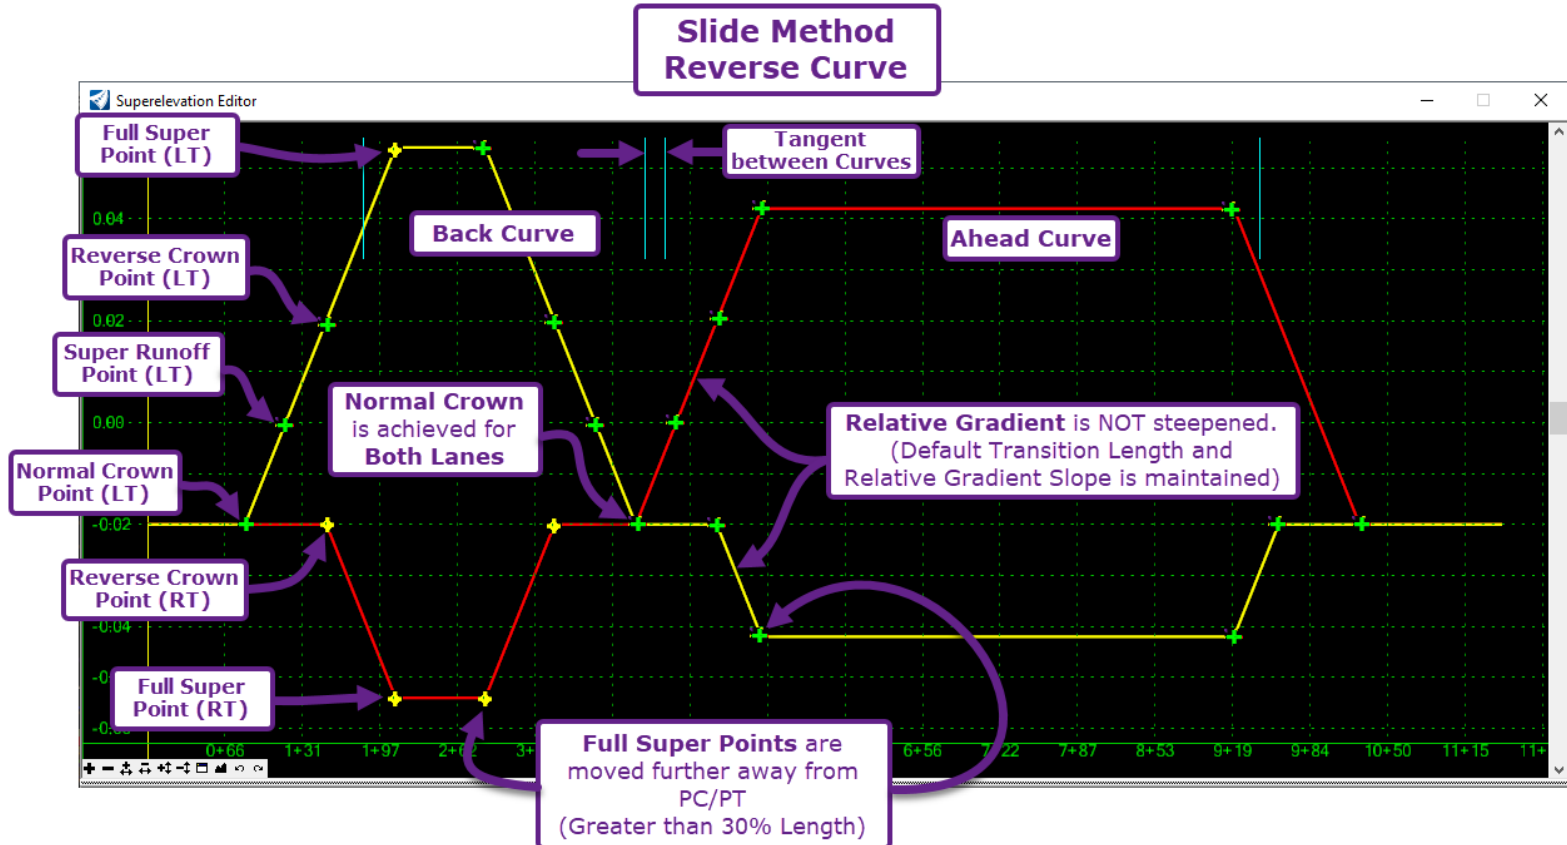 Slide Method
Reverse Curve
Superelevation Editor
Full Super
Point (LT)
Tangent
between Curves
0.04
Back Curve
Ahead Curve
Reverse Crown
Point (LT)
0.02
Super Runoff
Point (LT)
Normal Crown
is achieved for
Both Lanes
0.00
Relative Gradient is NOT steepened.
(Default Transition Length and
Relative Gradient Slope is maintained)
Normal Crown
Point (LT)
-0.02
Reverse Crown
Point (RT)
-0.04
Full Super
Point (RT)
Full Super Points are
moved further away from
PC/PT
(Greater than 30% Length)
0+66 1+31 1+97 2+62 6+56 7+22 7+87 8+53 9+19 9+84 10+50 11+15